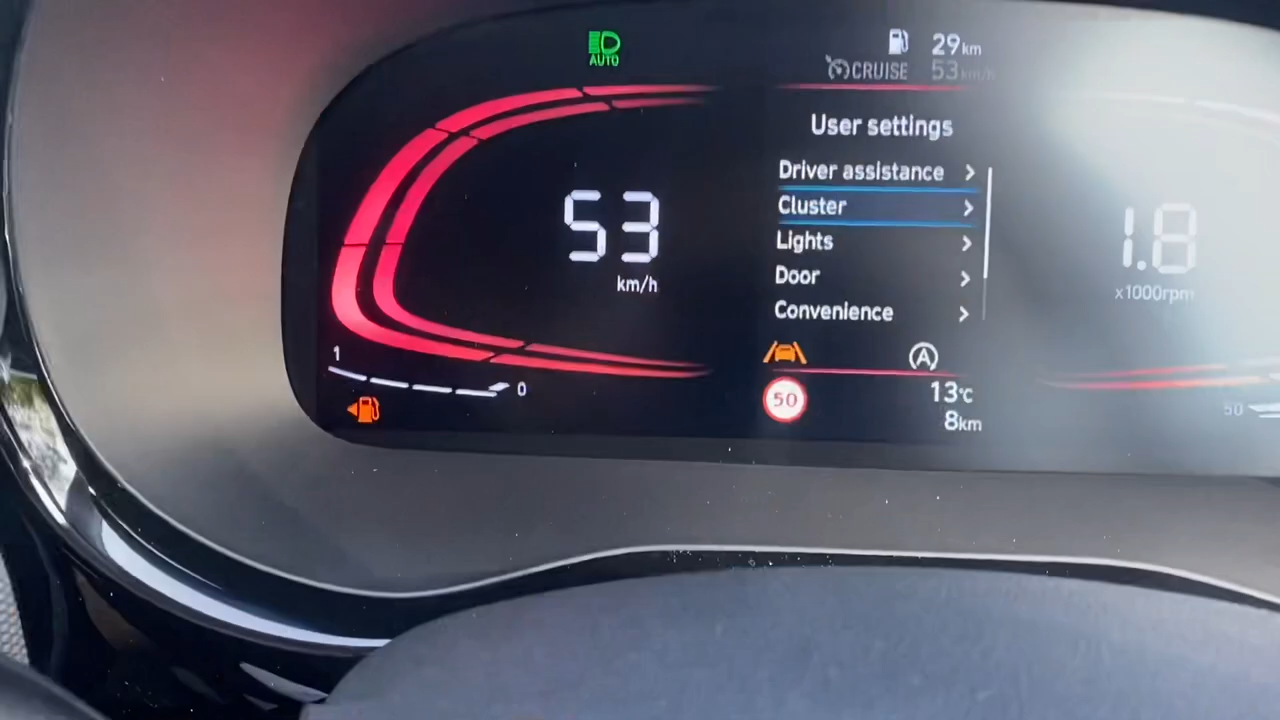 AUTO
29km
CRUISE 53km/h
User settings
Driver assistance
Cluster
Lights
Door
Convenience
53
km/h
1.8
x1000rpm
1
0
50
A
13°C
8km
50